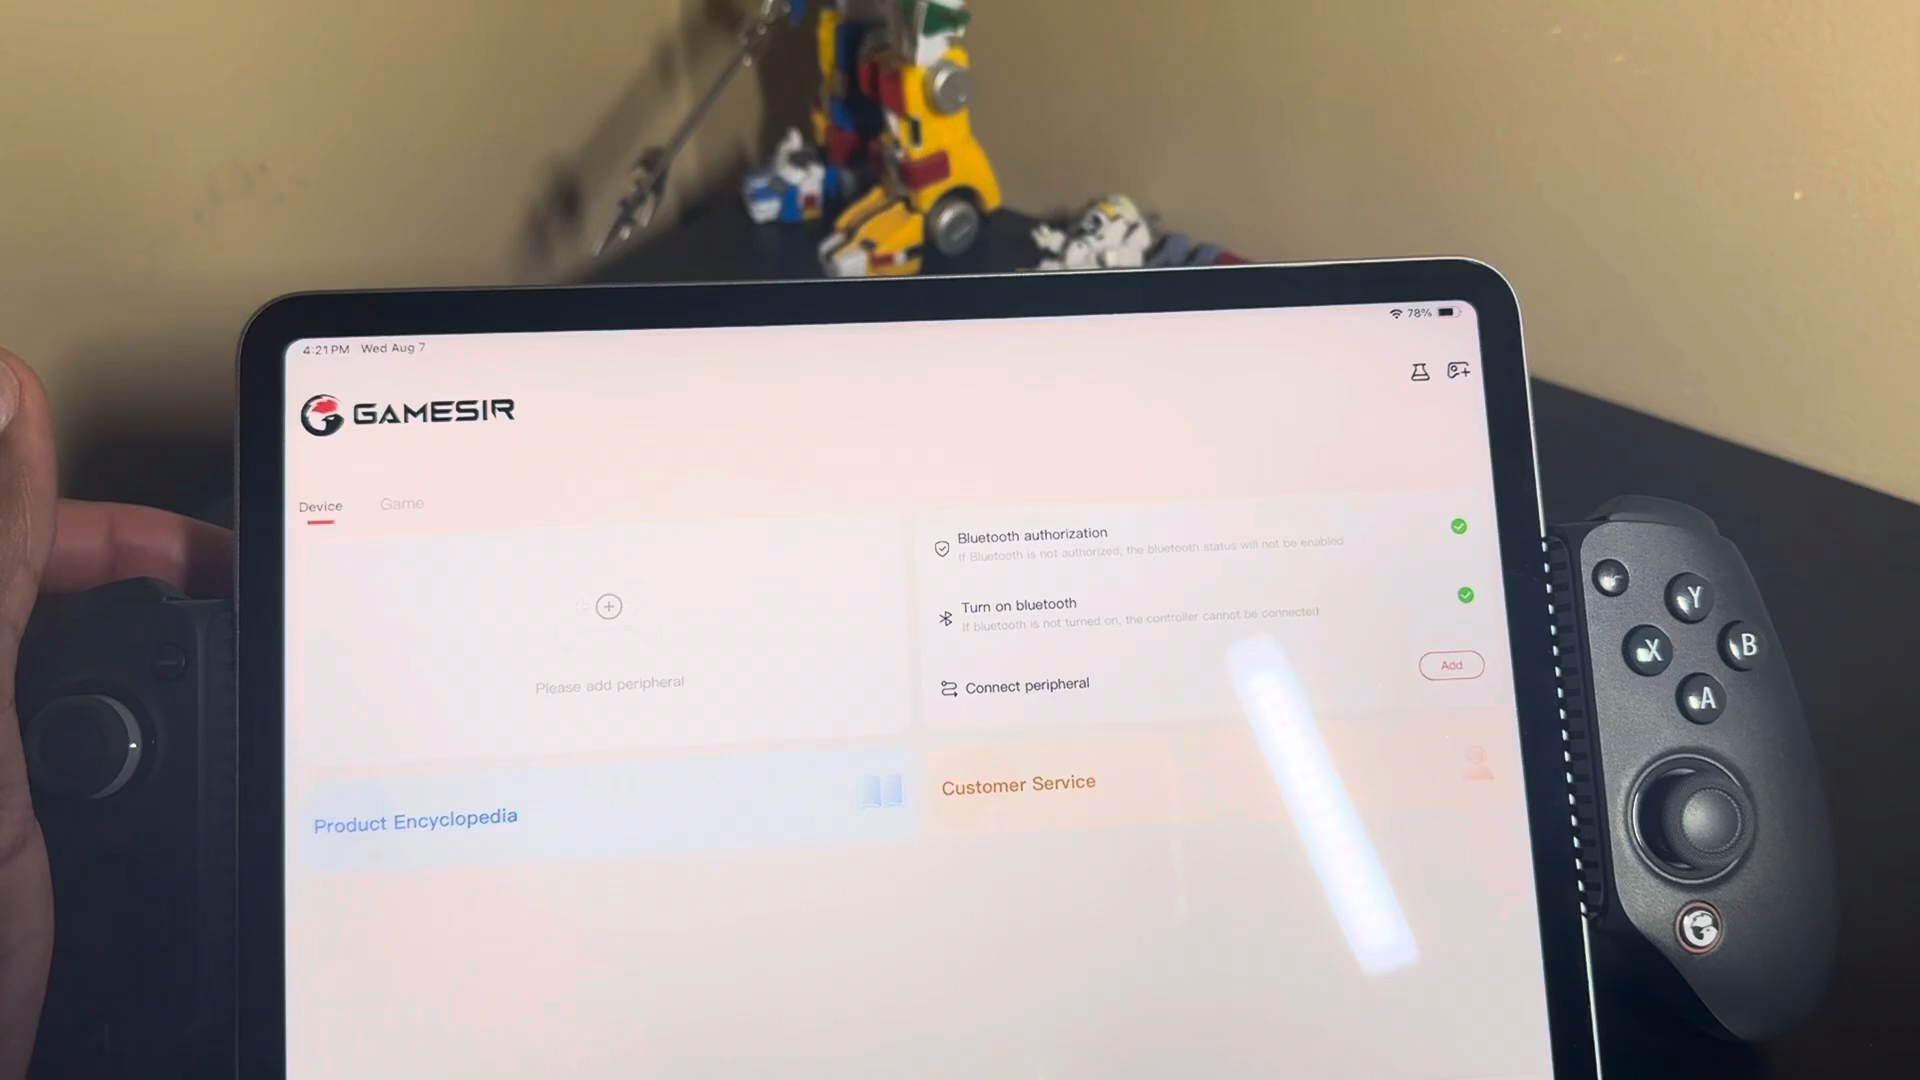 4:21 PM Wed Aug 7
78%
GAMESIR
Device Game
Bluetooth authorization
If Bluetooth is not authorized, the bluetooth status will not be enabled
Turn on bluetooth
If bluetooth is not turned on, the controller cannot be connected
Please add peripheral
Connect peripheral
Add
Product Encyclopedia
Customer Service
Y
X
B
A